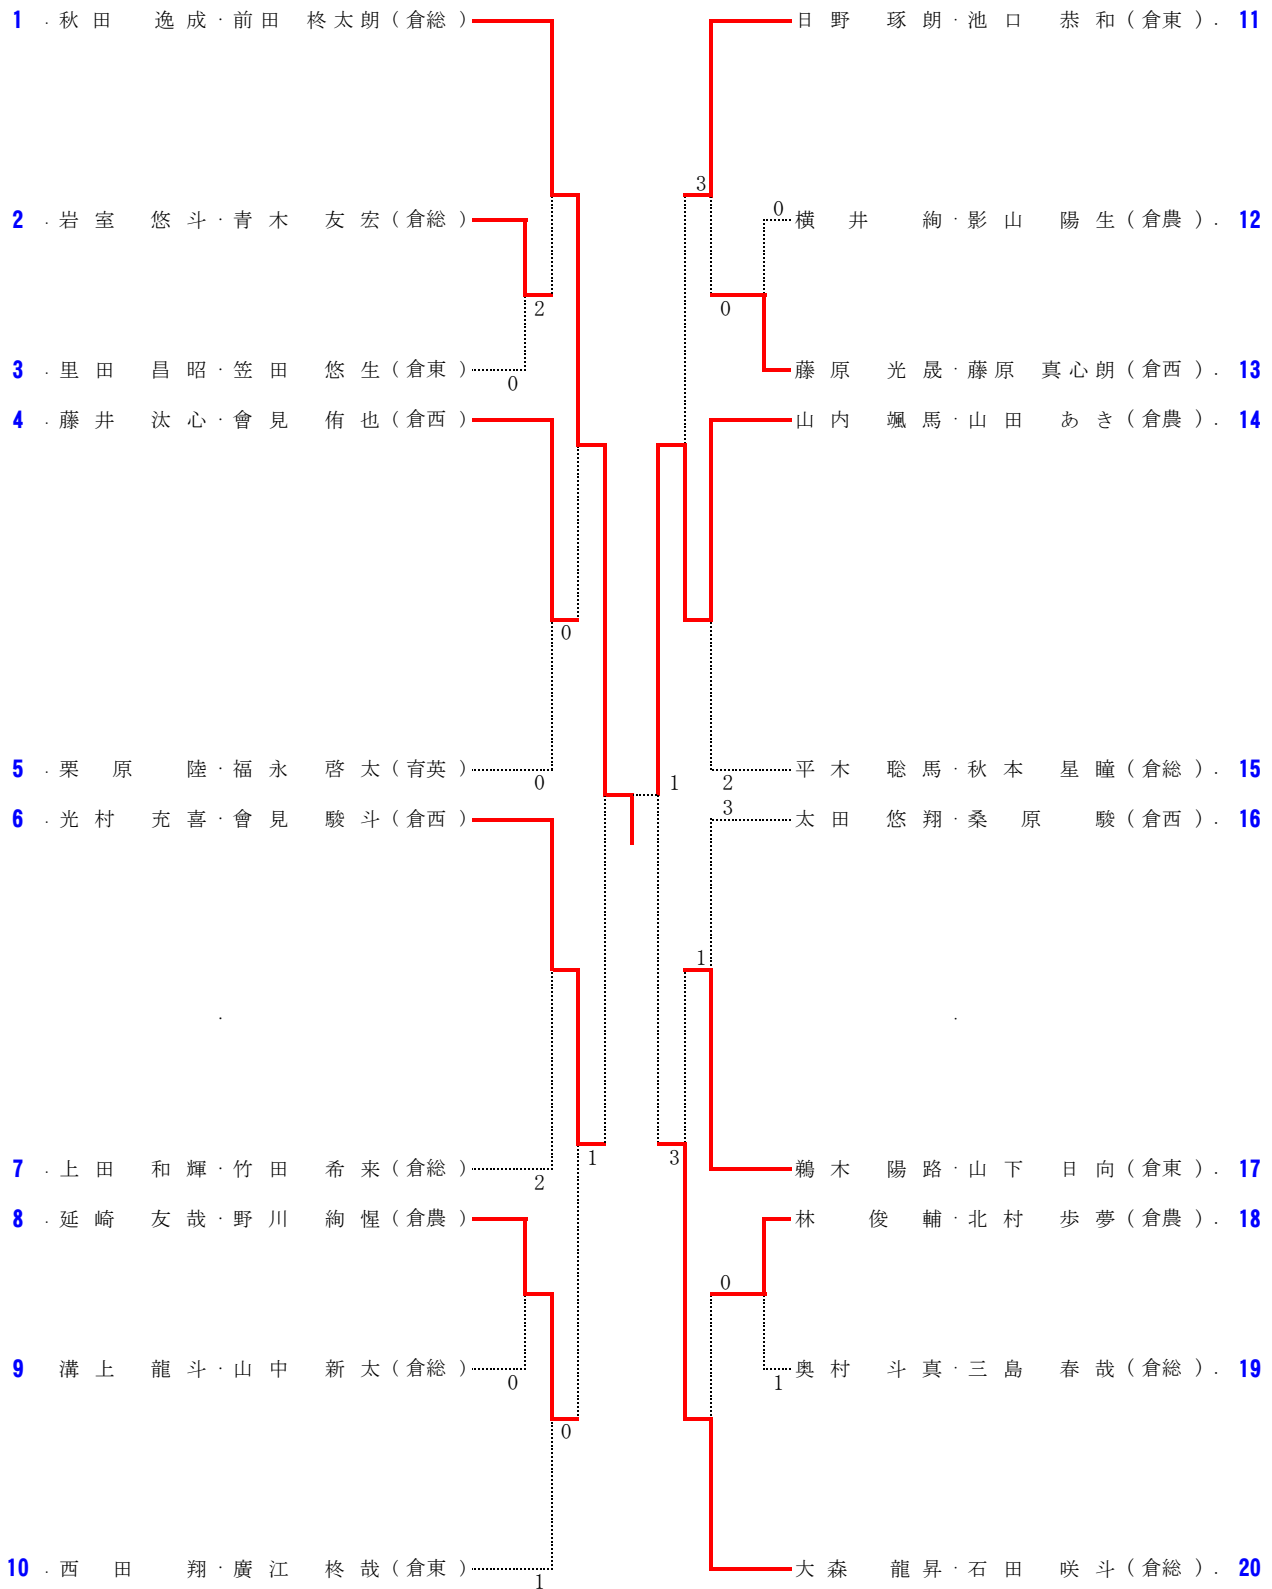 1 . 秋田 逸成・前田 柊太朗(倉総)
2 . 岩室 悠斗・青木 友宏(倉総)
2
3 . 里田 昌昭・笠田 悠生(倉東)
0
4 . 藤井 汰心・會見 侑也(倉西)
0
5 . 栗原 陸・福永 啓太(育英)
0
6 . 光村 充喜・會見 駿斗(倉西)
7 . 上田 和輝・竹田 希来(倉総)
2
1
8 . 延崎 友哉・野川 絢惺(倉農)
9 溝上 龍斗・山中 新太(倉総)
0
0
10 . 西田 翔・廣江 柊哉(倉東)
1
日野 琢朗・池口 恭和(倉東). 11
3
0
横井 絢・影山 陽生(倉農). 12
0
藤原 光晟・藤原 真心朗(倉西). 13
山内 颯馬・山田 あき(倉農). 14
1
平木 聡馬・秋本 星瞳(倉総). 15
2
3
太田 悠翔・桑原 駿(倉西). 16
1
3
鵜木 陽路・山下 日向(倉東). 17
林 俊輔・北村 歩夢(倉農). 18
0
奥村 斗真・三島 春哉(倉総). 19
1
大森 龍昇・石田 咲斗(倉総). 20